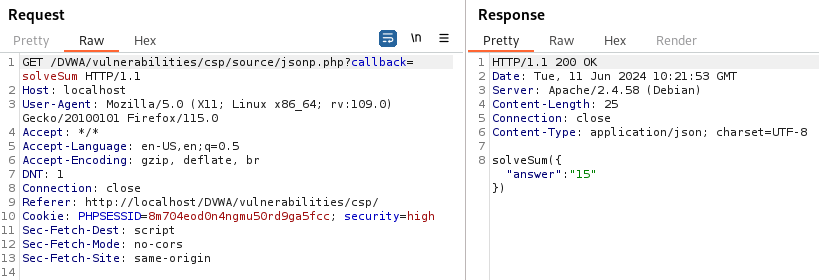 Request
Pretty Raw Hex \n
1 GET /DVWA/vulnerabilities/csp/source/jsonp.php?callback=
solveSum HTTP/1.1
2 Host: localhost
3 User-Agent: Mozilla/5.0 (X11; Linux x86_64; rv:109.0)
Gecko/20100101 Firefox/115.0
4 Accept: */*
5 Accept-Language: en-US,en;q=0.5
6 Accept-Encoding: gzip, deflate, br
7 DNT: 1
8 Connection: close
9 Referer: http://localhost/DVWA/vulnerabilities/csp/
10 Cookie: PHPSESSID=8m704eod0n4ngmu50rd9ga5fcc; security=high
11 Sec-Fetch-Dest: script
12 Sec-Fetch-Mode: no-cors
13 Sec-Fetch-Site: same-origin
14
Response
Pretty Raw Hex Render
1 HTTP/1.1 200 OK
2 Date: Tue, 11 Jun 2024 10:21:53 GMT
3 Server: Apache/2.4.58 (Debian)
4 Content-Length: 25
5 Connection: close
6 Content-Type: application/json; charset=UTF-8
7
8 solveSum({
"answer":"15"
})